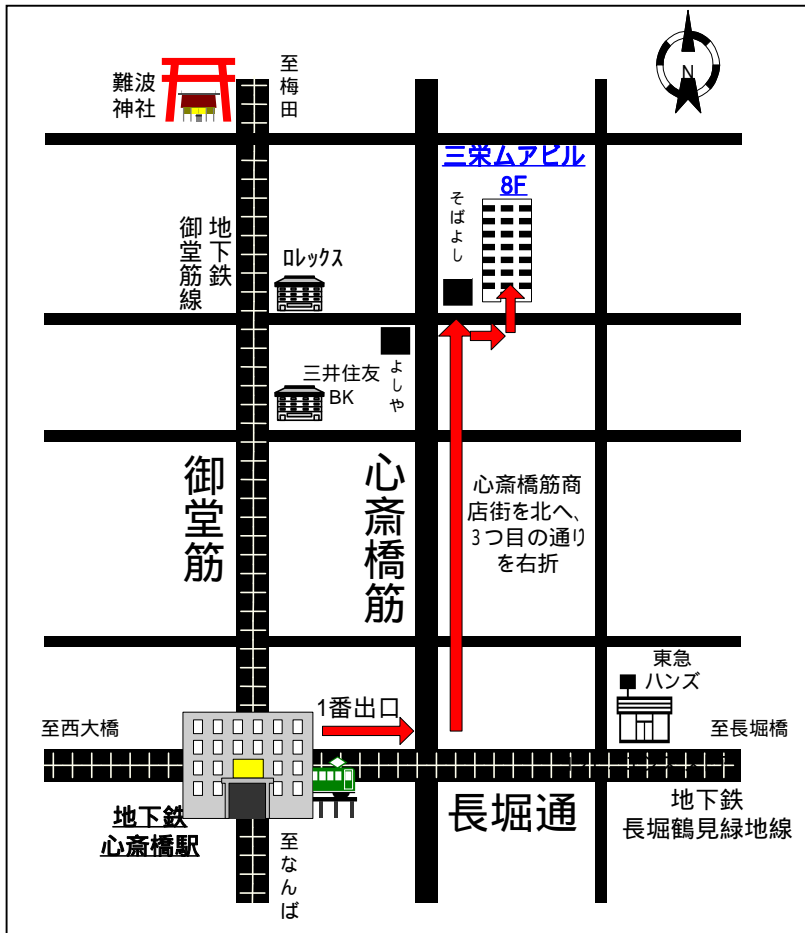 難波
神社
至梅田
N
三栄ムアビル
8F
そばよし
地下鉄
御堂筋線
ロレックス
よしや
三井住友
BK
御堂筋
心斎橋筋
心斎橋筋商
店街を北へ、
3つ目の通り
を右折
東急
ハンズ
1番出口
至西大橋
至長堀橋
地下鉄
心斎橋駅
長堀通
地下鉄
長堀鶴見緑地線
至なんば